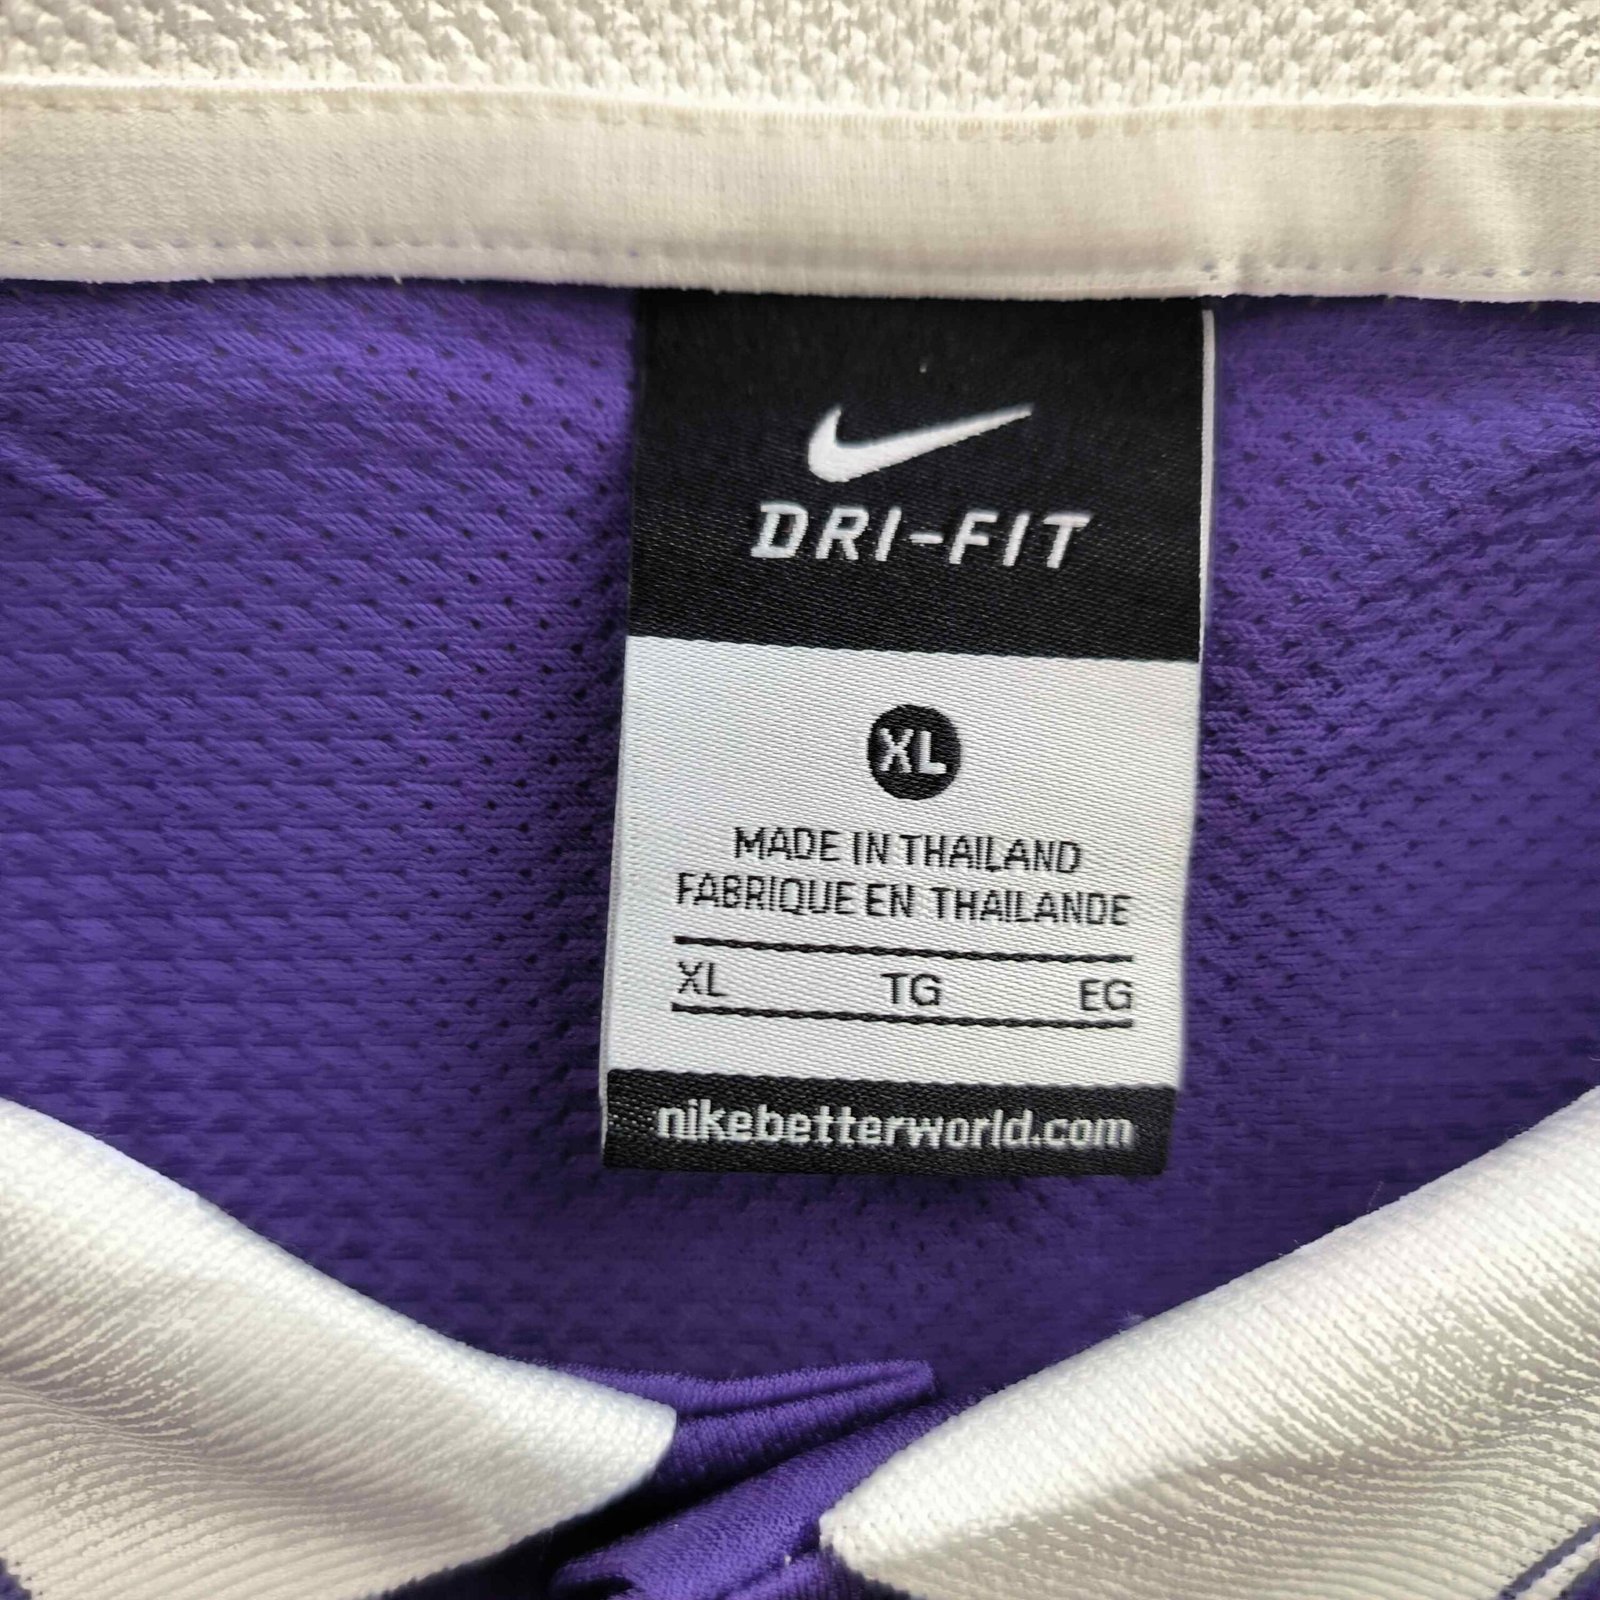 DRI-FIT
XL
MADE IN THAILAND
FABRIQUE EN THAILANDE
XL TG EG
nikebetterworld.com